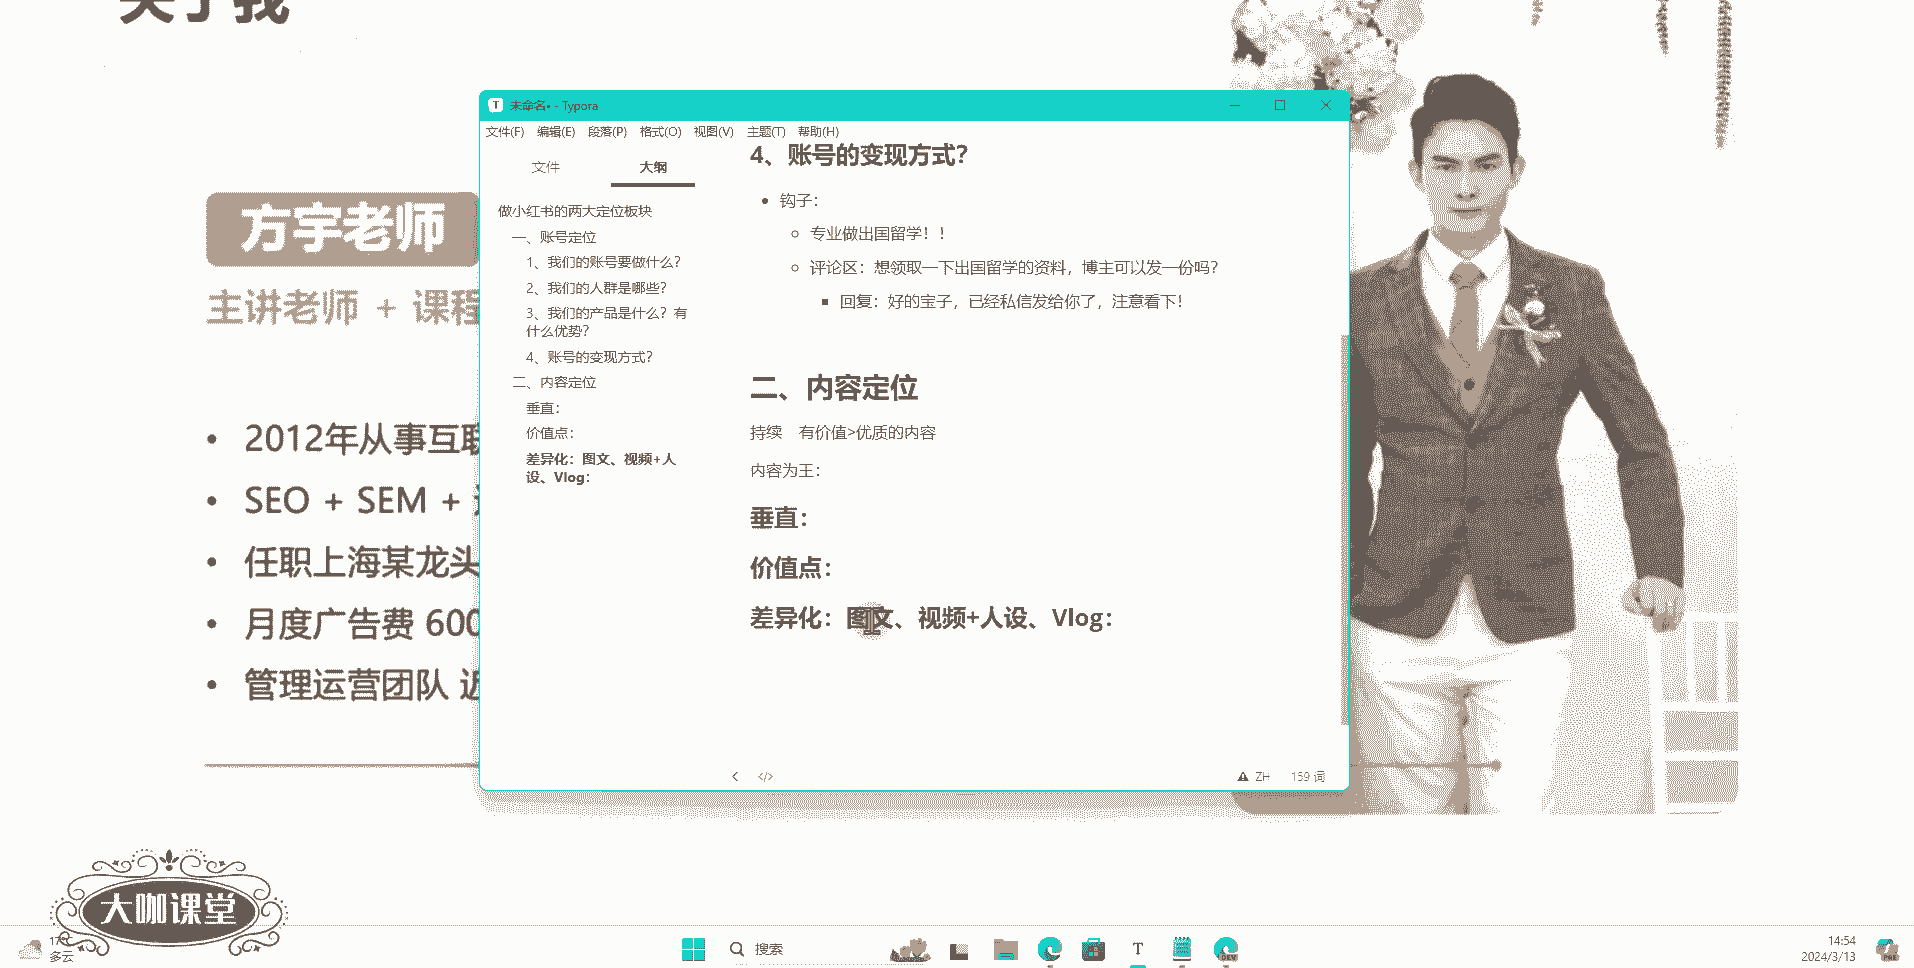 关于我
方宇老师
主讲老师 + 课程
2012年从事互联
SEO + SEM +
任职上海某龙头
月度广告费 600
管理运营团队 近
未命名• - Typora
文件(F) 编辑(E) 段落(P) 格式(O) 视图(V) 主题(T) 帮助(H)
文件 大纲
做小红书的两大定位板块
一、账号定位
1、我们的账号要做什么？
2、我们的人群是哪些？
3、我们的产品是什么？有
什么优势？
4、账号的变现方式？
二、内容定位
垂直：
价值点：
差异化：图文、视频+人
设、Vlog：
4、账号的变现方式？
钩子：
专业做出国留学！！
评论区：想领取一下出国留学的资料，博主可以发一份吗？
回复：好的宝子，已经私信发给你了，注意看下！
二、内容定位
持续 有价值>优质的内容
内容为王：
垂直：
价值点：
差异化：图文、视频+人设、Vlog：
ZH 159 词
大咖课堂
多云
搜索
DEV
14:54
2024/3/13
PRE